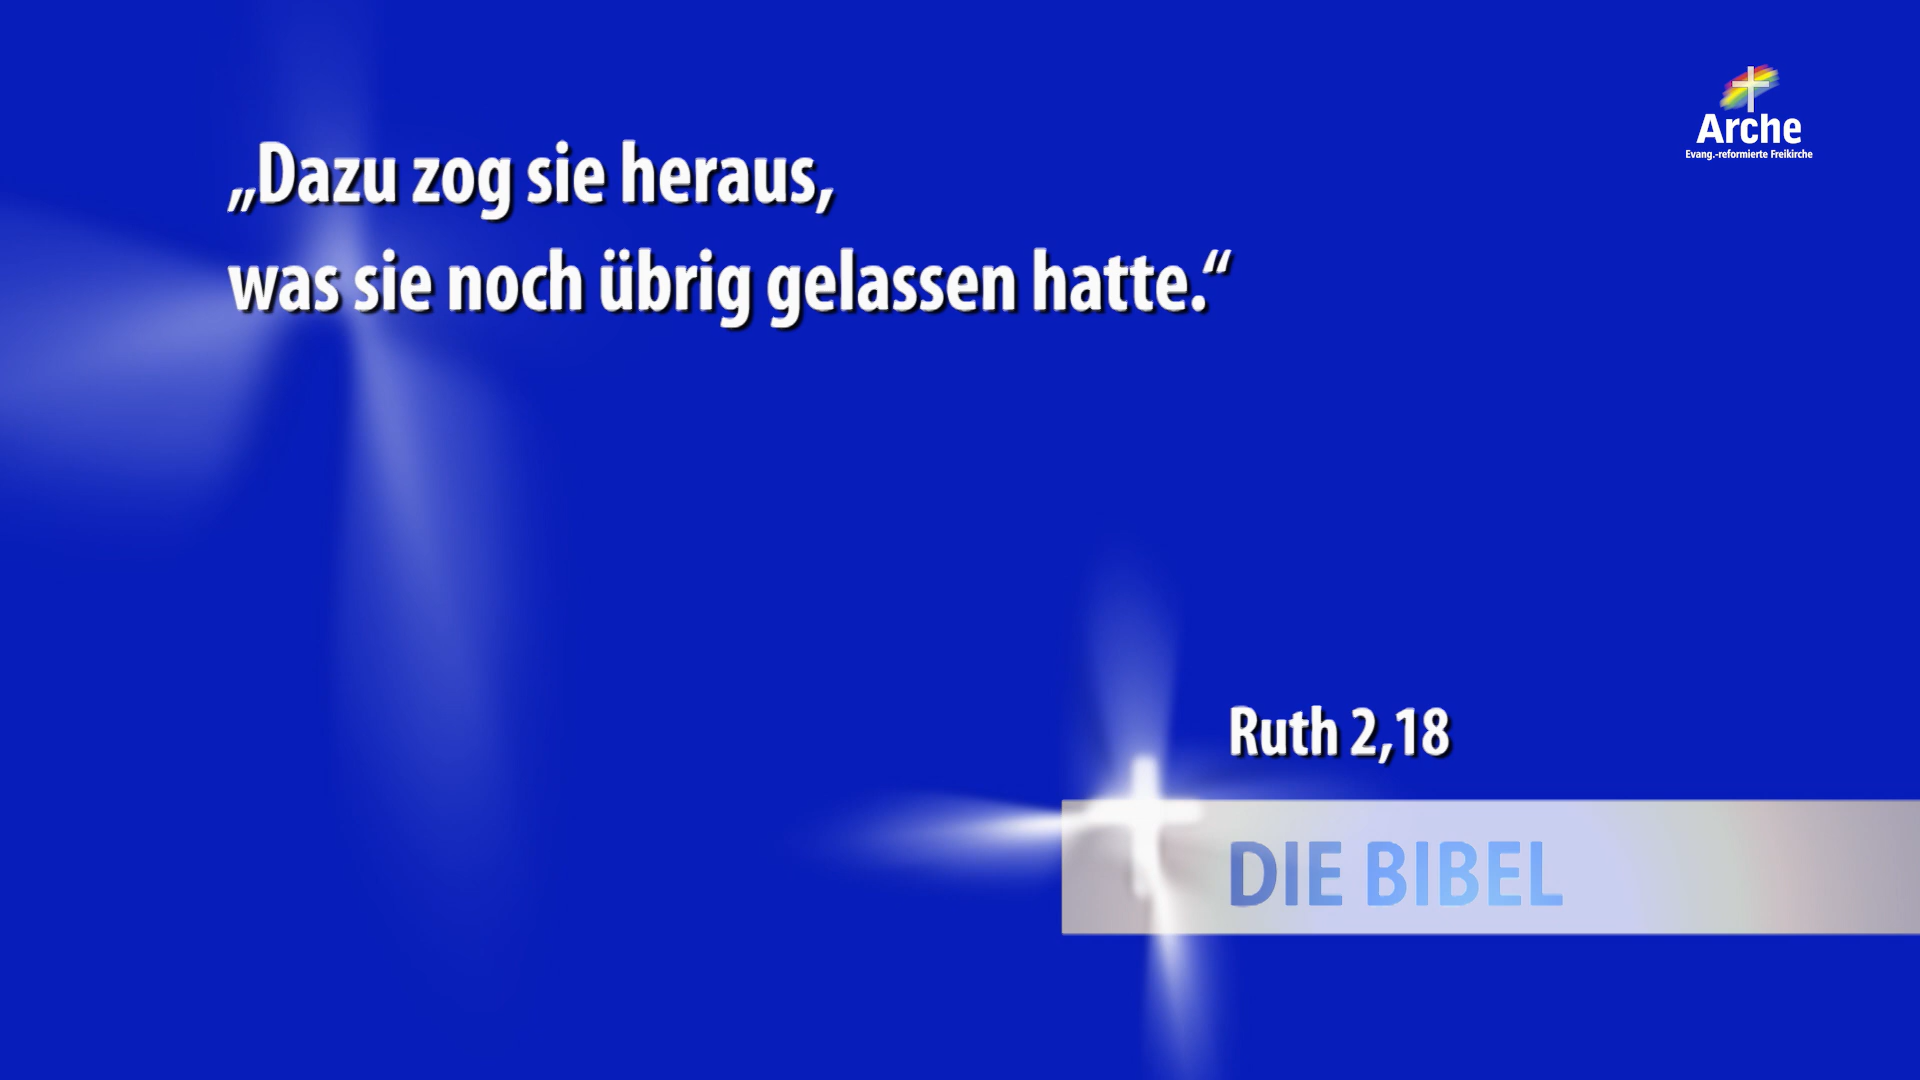 Arche
Evang.-reformierte Freikirche
„Dazu zog sie heraus,
was sie noch übrig gelassen hatte.“
Ruth 2,18
DIE BIBEL